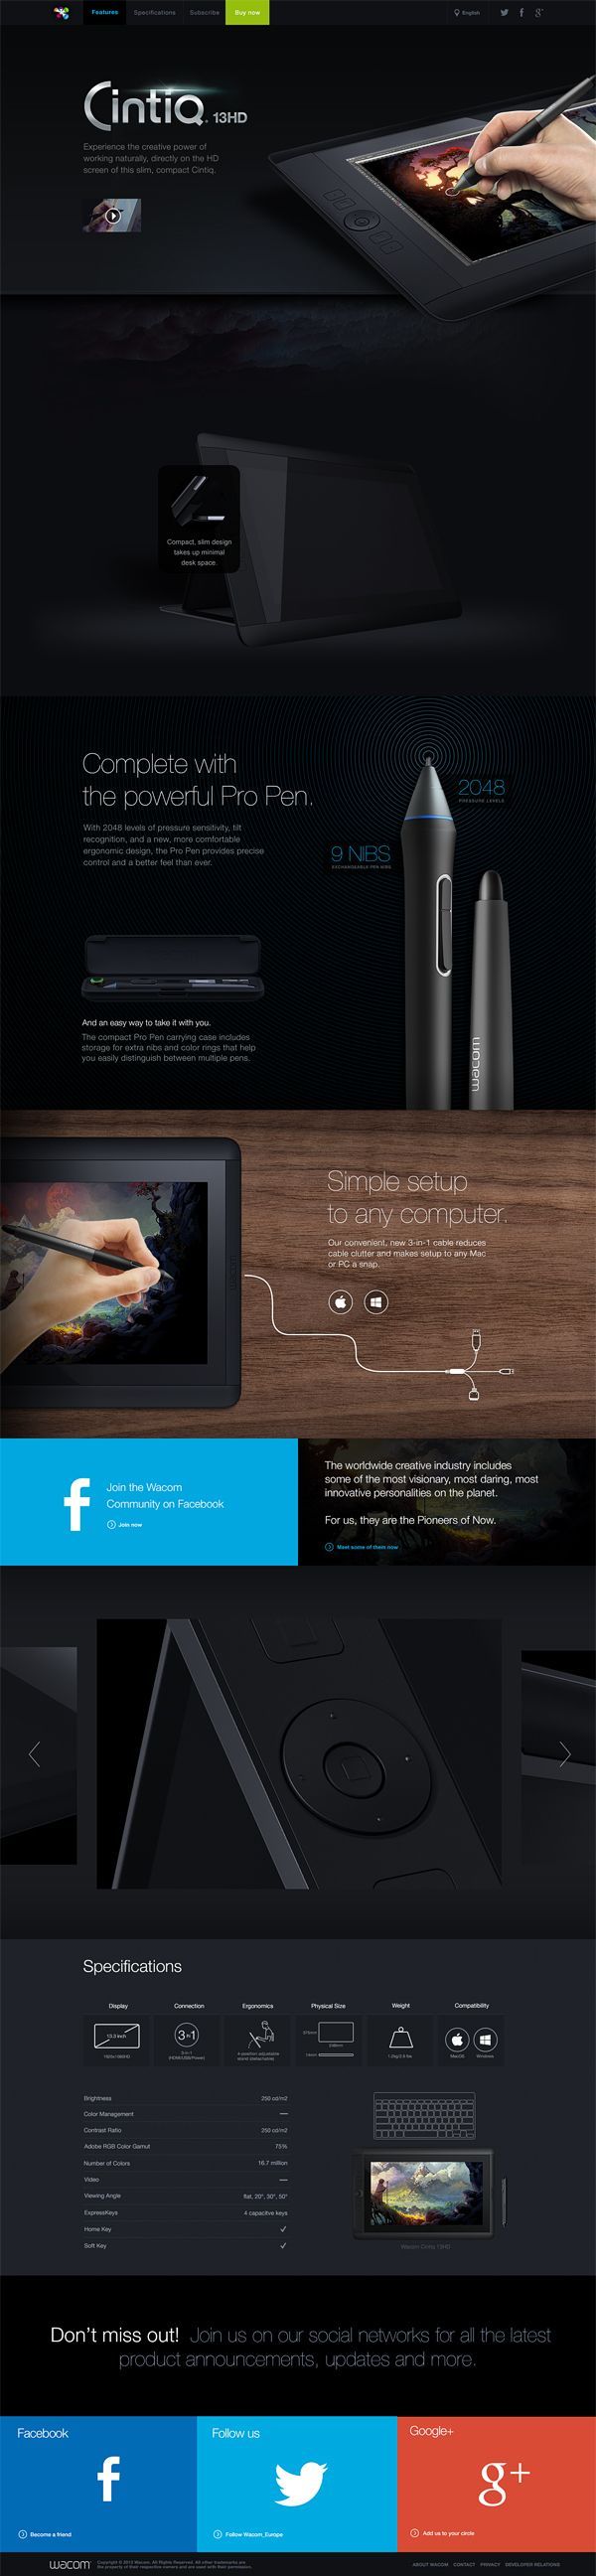 Features Specifications Subscribe Buy now English
CintiQ 13HD
Experience the creative power of
working naturally, directly on the HD
screen of this slim, compact Cintiq.
Compact, slim design
takes up minimal
desk space.
Complete with
the powerful Pro Pen.
2048
PRESSURE LEVELS
With 2048 levels of pressure sensitivity, tilt
recognition, and a new, more comfortable
ergonomic design, the Pro Pen provides precise
control and a better feel than ever.
9 NIBS
EXCHANGEABLE PEN NIBS
wacom
And an easy way to take it with you.
The compact Pro Pen carrying case includes
storage for extra nibs and color rings that help
you easily distinguish between multiple pens.
Simple setup
to any computer.
Our convenient, new 3-in-1 cable reduces
cable clutter and makes setup to any Mac
or PC a snap.
wacom
Join the Wacom
Community on Facebook
Join now
The worldwide creative industry includes
some of the most visionary, most daring, most
innovative personalities on the planet.
For us, they are the Pioneers of Now.
Meet some of them now
Specifications
Display Connection Ergonomics Physical Size Weight Compatibility
13.3 inch
3 in 1
MacOS Windows
Brightness 250 cd/m2
Color Management —
Contrast Ratio 250 cd/m2
Adobe RGB Color Gamut 75%
Number of Colors 16.7 million
Video —
Viewing Angle flat, 20°, 30°, 50°
ExpressKeys 4 capacitve keys
Home Key ✓
Soft Key ✓
Wacom Cintiq 13HD
Don't miss out! Join us on our social networks for all the latest
product announcements, updates and more.
Facebook
Become a friend
Follow us
Follow Wacom_Europe
Google+
g+
Add us to your circle
wacom
Copyright © 2012 Wacom. All Rights Reserved. All other trademarks are
the property of their respective owners and are used with their permission.
ABOUT WACOM CONTACT PRIVACY DEVELOPER RELATIONS